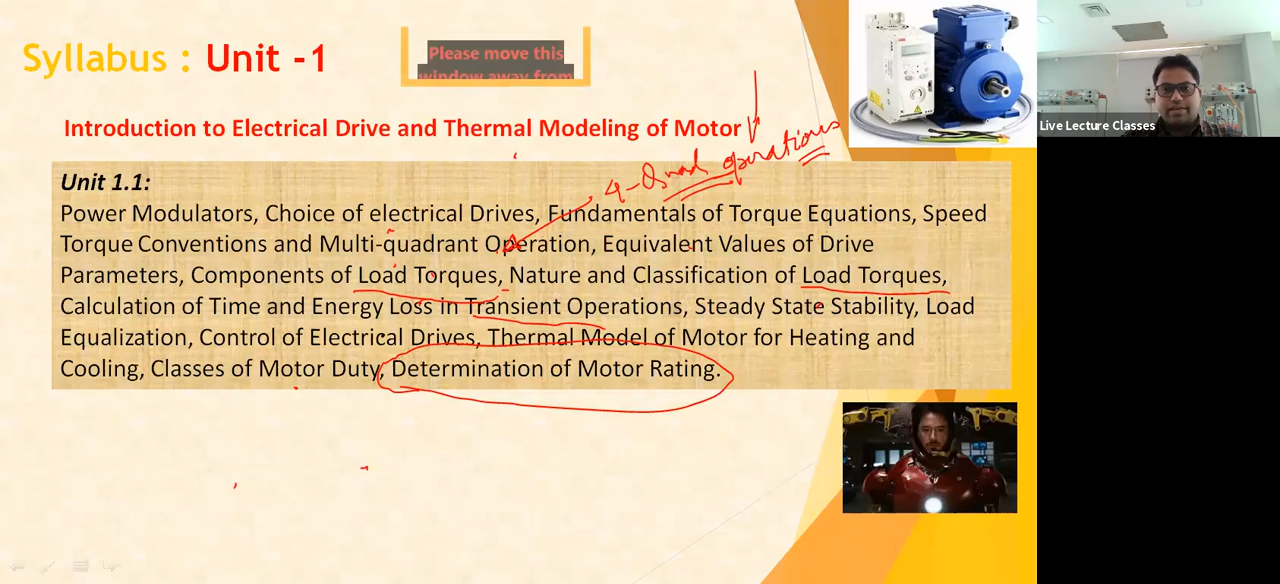 Syllabus : Unit -1
Please move this
window away from
Live Lecture Classes
Introduction to Electrical Drive and Thermal Modeling of Motor
4-Quad operations
Unit 1.1:
Power Modulators, Choice of electrical Drives, Fundamentals of Torque Equations, Speed
Torque Conventions and Multi-quadrant Operation, Equivalent Values of Drive
Parameters, Components of Load Torques, Nature and Classification of Load Torques,
Calculation of Time and Energy Loss in Transient Operations, Steady State Stability, Load
Equalization, Control of Electrical Drives, Thermal Model of Motor for Heating and
Cooling, Classes of Motor Duty, Determination of Motor Rating.